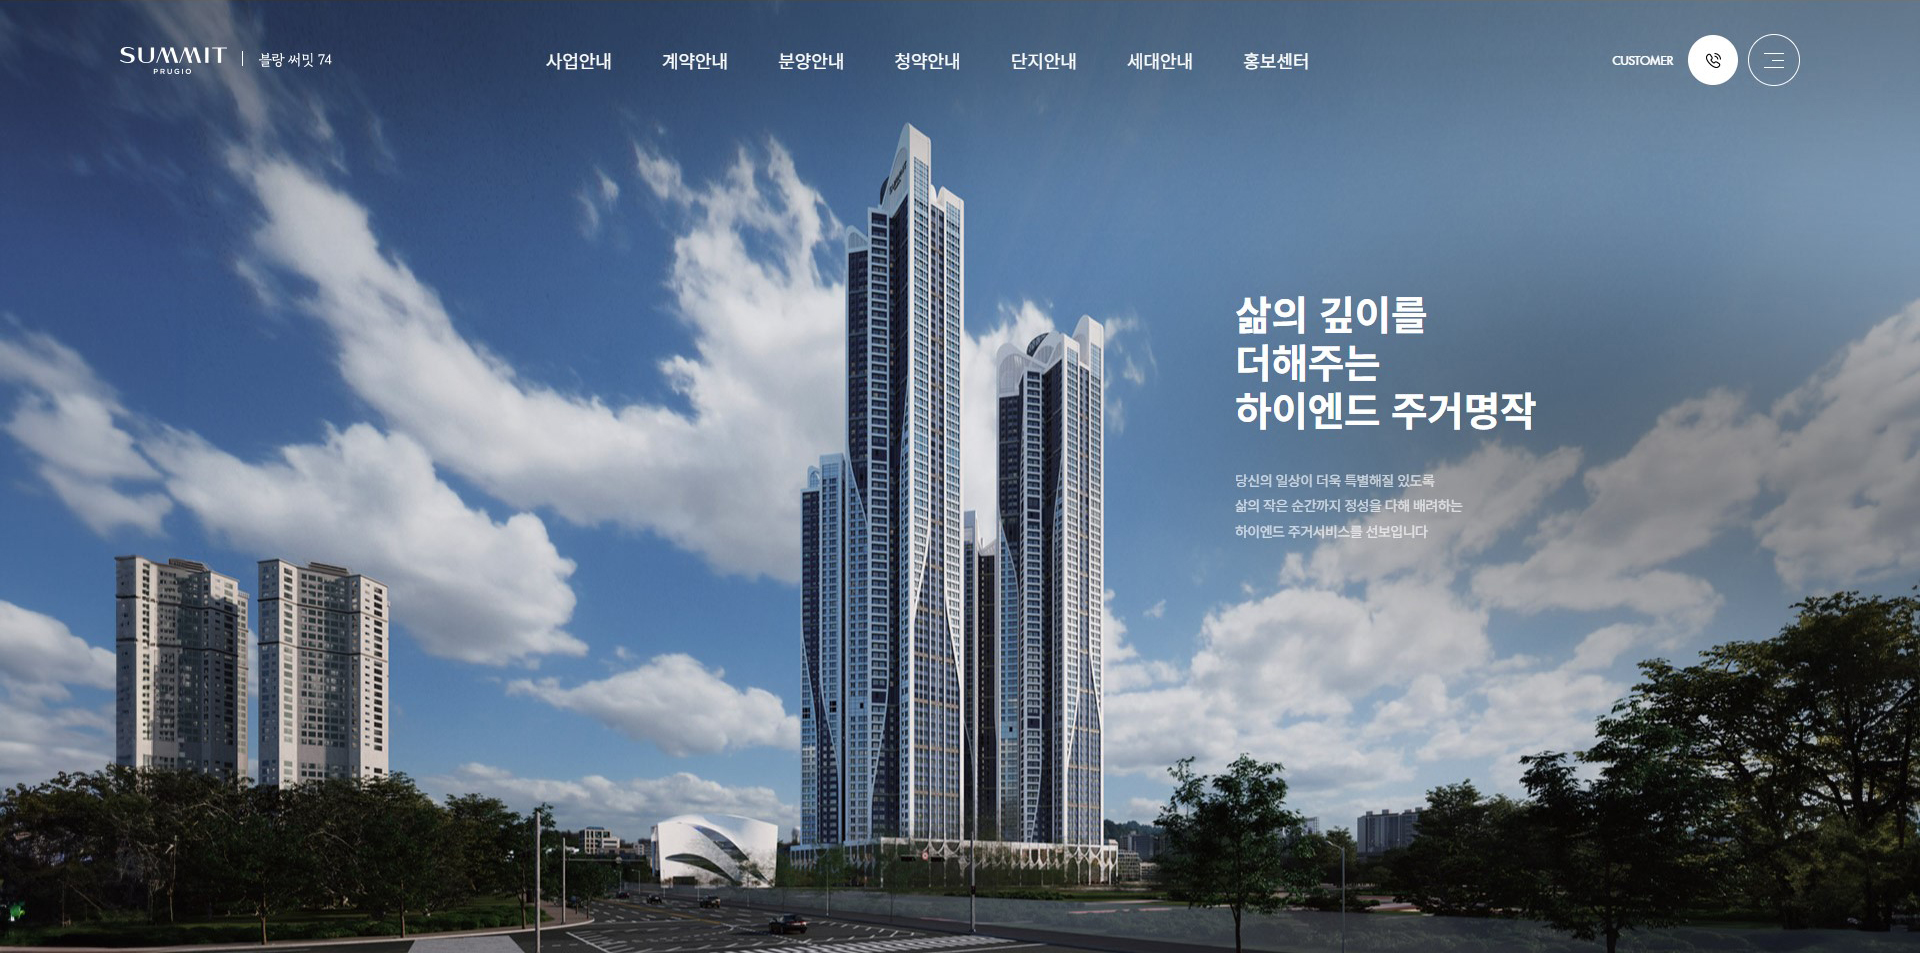 SUMMIT
PRUGIO
블랑 써밋 74
사업안내 계약안내 분양안내 청약안내 단지안내 세대안내 홍보센터
CUSTOMER
삶의 깊이를
더해주는
하이엔드 주거명작
당신의 일상이 더욱 특별해질 있도록
삶의 작은 순간까지 정성을 다해 배려하는
하이엔드 주거서비스를 선보입니다